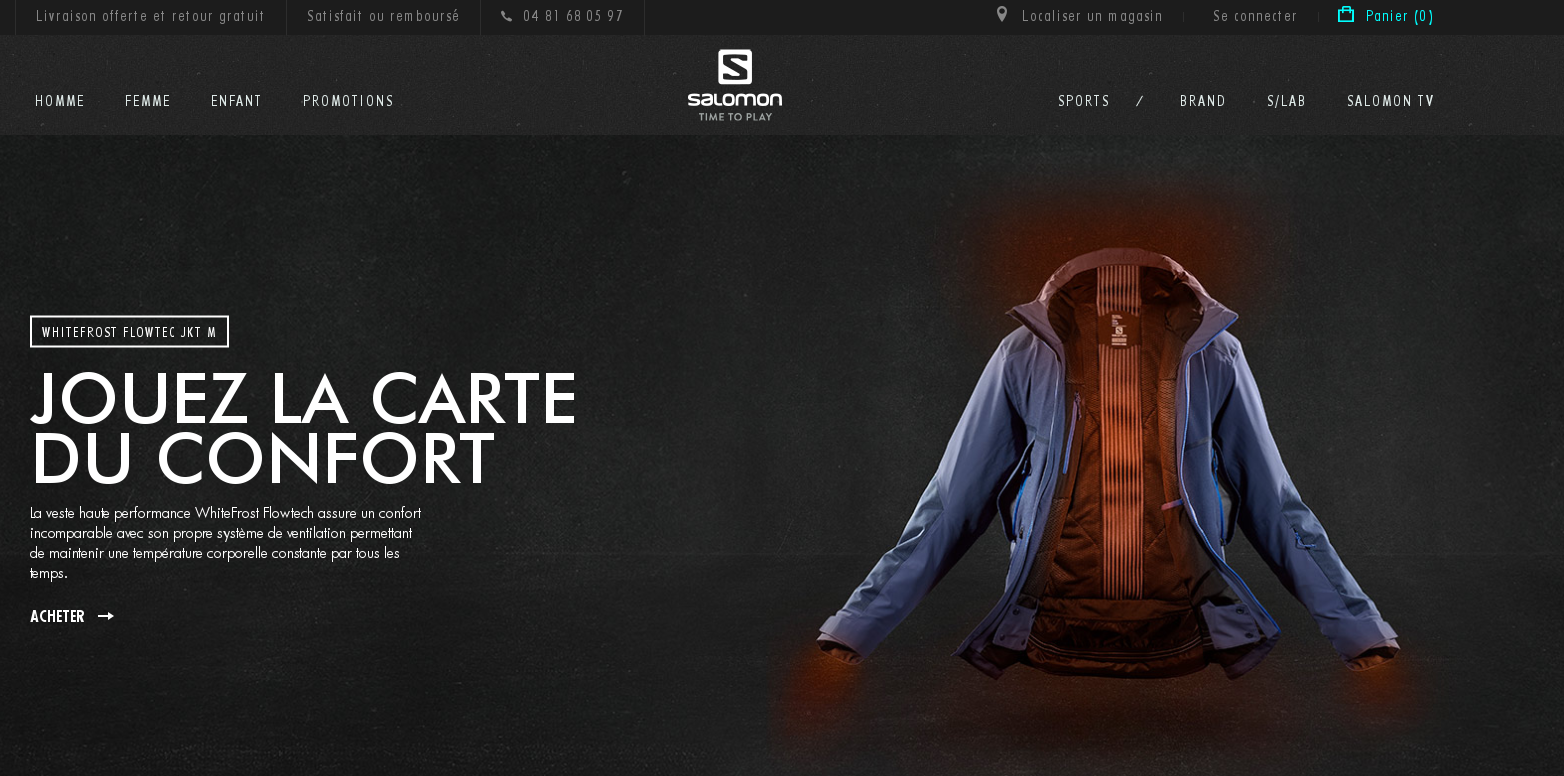 Livraison offerte et retour gratuit
Satisfait ou remboursé
04 81 68 05 97
Localiser un magasin
Se connecter
Panier (0)
HOMME
FEMME
ENFANT
PROMOTIONS
SALOMON
TIME TO PLAY
SPORTS /
BRAND
S/LAB
SALOMON TV
WHITEFROST FLOWTEC JKT M
JOUEZ LA CARTE
DU CONFORT
La veste haute performance WhiteFrost Flowtech assure un confort
incomparable avec son propre système de ventilation permettant
de maintenir une température corporelle constante par tous les
temps.
ACHETER